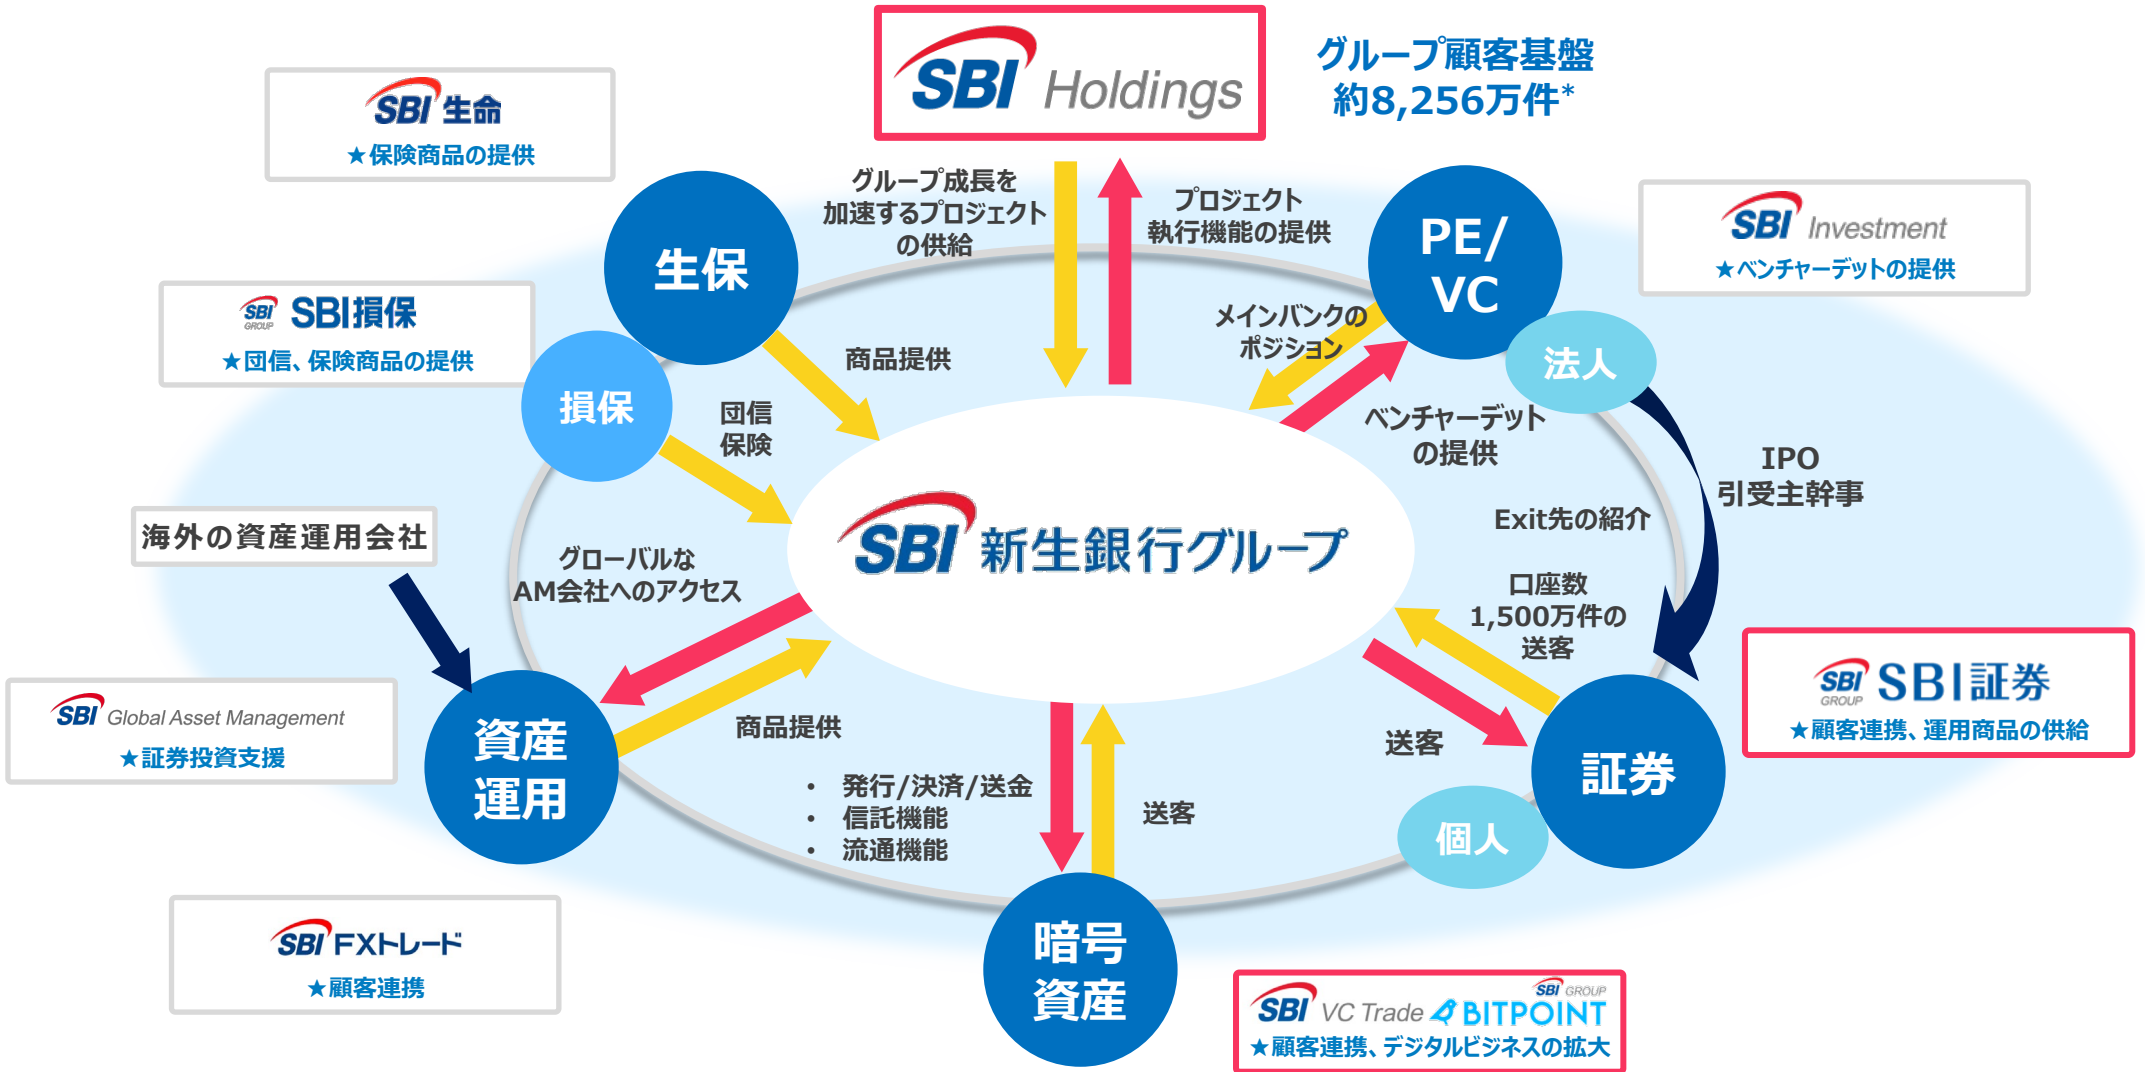 SBI Holdings
グループ顧客基盤
約8,256万件*
SBI 生命
★保険商品の提供
グループ成長を
加速するプロジェクト
の供給
プロジェクト
執行機能の提供
PE/
VC
SBI Investment
★ベンチャーデットの提供
生保
SBI GROUP SBI損保
★団信、保険商品の提供
損保
商品提供
団信
保険
メインバンクの
ポジション
法人
ベンチャーデット
の提供
IPO
引受主幹事
Exit先の紹介
海外の資産運用会社
グローバルな
AM会社へのアクセス
SBI 新生銀行グループ
口座数
1,500万件の
送客
SBI GROUP SBI証券
★顧客連携、運用商品の供給
SBI Global Asset Management
★証券投資支援
資産
運用
商品提供
送客
証券
• 発行/決済/送金
• 信託機能
• 流通機能
送客
個人
SBI FXトレード
★顧客連携
暗号
資産
SBI VC Trade
SBI GROUP
BITPOINT
★顧客連携、デジタルビジネスの拡大